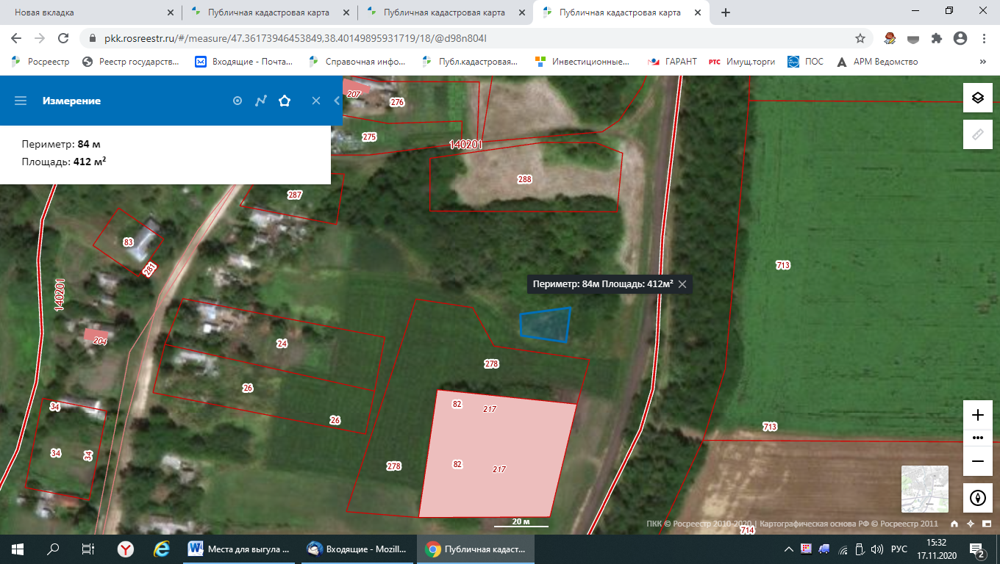 Новая вкладка
Публичная кадастровая карта
Публичная кадастровая карта
Публичная кадастровая карта
pkk.rosreestr.ru/#/measure/47.36173946453849,38.40149895931719/18/@d98n804l
Росреестр
Реестр государств...
Входящие - Почта...
Справочная инфо...
Публ.кадастровая...
Инвестиционные...
ГАРАНТ
РТС Имущ.торги
ПОС
АРМ Ведомство
»
Измерение
Периметр: 84 м
Площадь: 412 м²
207
276
275
140201
288
287
83
281
713
Периметр: 84м Площадь: 412м²
140201
204
24
278
26
26
82
217
34
713
34
34
82
217
278
20 м
ПКК © Росреестр 2010-2020 | Картографическая основа РФ © Росреестр 2011
714
Места для выгула ...
Входящие - Mozill...
Публичная кадаст...
РУС
15:32
17.11.2020
2